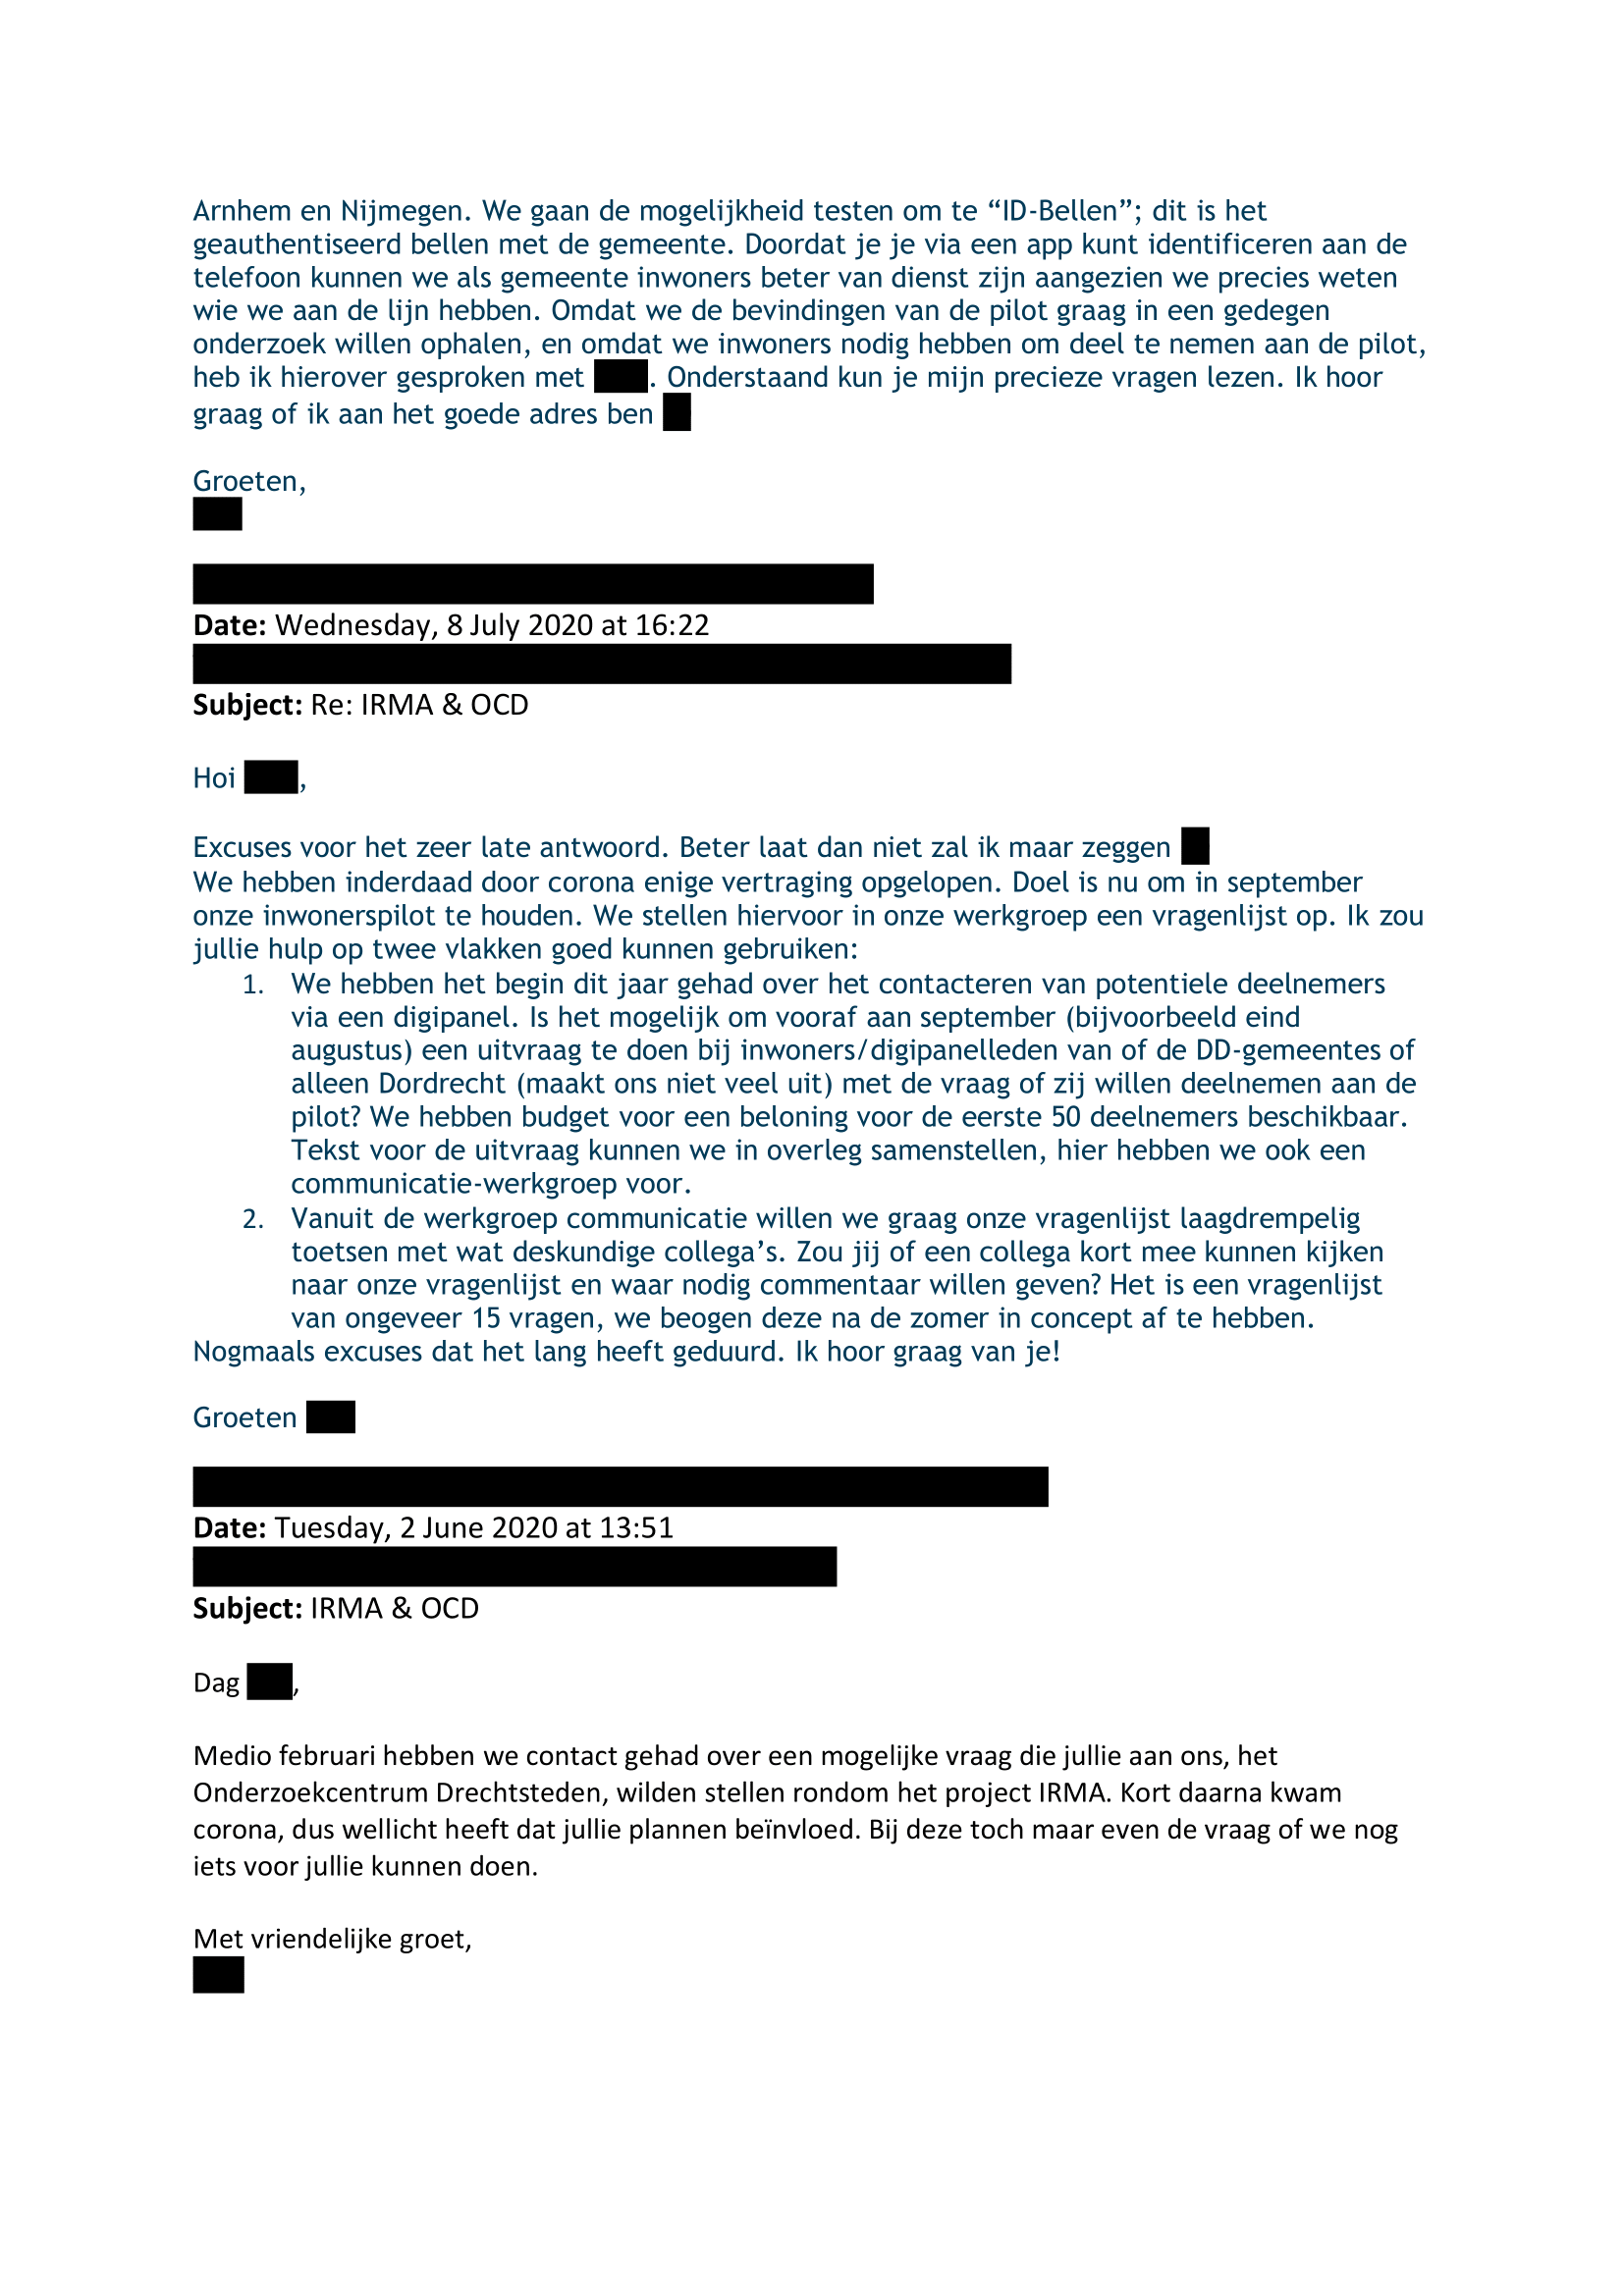 Arnhem en Nijmegen. We gaan de mogelijkheid testen om te “ID-Bellen”; dit is het
geauthentiseerd bellen met de gemeente. Doordat je je via een app kunt identificeren aan de
telefoon kunnen we als gemeente inwoners beter van dienst zijn aangezien we precies weten
wie we aan de lijn hebben. Omdat we de bevindingen van de pilot graag in een gedegen
onderzoek willen ophalen, en omdat we inwoners nodig hebben om deel te nemen aan de pilot,
heb ik hierover gesproken met . Onderstaand kun je mijn precieze vragen lezen. Ik hoor
graag of ik aan het goede adres ben
Groeten,
Date: Wednesday, 8 July 2020 at 16:22
Subject: Re: IRMA & OCD
Hoi ,
Excuses voor het zeer late antwoord. Beter laat dan niet zal ik maar zeggen
We hebben inderdaad door corona enige vertraging opgelopen. Doel is nu om in september
onze inwonerspilot te houden. We stellen hiervoor in onze werkgroep een vragenlijst op. Ik zou
jullie hulp op twee vlakken goed kunnen gebruiken:
1. We hebben het begin dit jaar gehad over het contacteren van potentiele deelnemers
via een digipanel. Is het mogelijk om vooraf aan september (bijvoorbeeld eind
augustus) een uitvraag te doen bij inwoners/digipanelleden van of de DD-gemeentes of
alleen Dordrecht (maakt ons niet veel uit) met de vraag of zij willen deelnemen aan de
pilot? We hebben budget voor een beloning voor de eerste 50 deelnemers beschikbaar.
Tekst voor de uitvraag kunnen we in overleg samenstellen, hier hebben we ook een
communicatie-werkgroep voor.
2. Vanuit de werkgroep communicatie willen we graag onze vragenlijst laagdrempelig
toetsen met wat deskundige collega’s. Zou jij of een collega kort mee kunnen kijken
naar onze vragenlijst en waar nodig commentaar willen geven? Het is een vragenlijst
van ongeveer 15 vragen, we beogen deze na de zomer in concept af te hebben.
Nogmaals excuses dat het lang heeft geduurd. Ik hoor graag van je!
Groeten
Date: Tuesday, 2 June 2020 at 13:51
Subject: IRMA & OCD
Dag ,
Medio februari hebben we contact gehad over een mogelijke vraag die jullie aan ons, het
Onderzoekcentrum Drechtsteden, wilden stellen rondom het project IRMA. Kort daarna kwam
corona, dus wellicht heeft dat jullie plannen beïnvloed. Bij deze toch maar even de vraag of we nog
iets voor jullie kunnen doen.
Met vriendelijke groet,